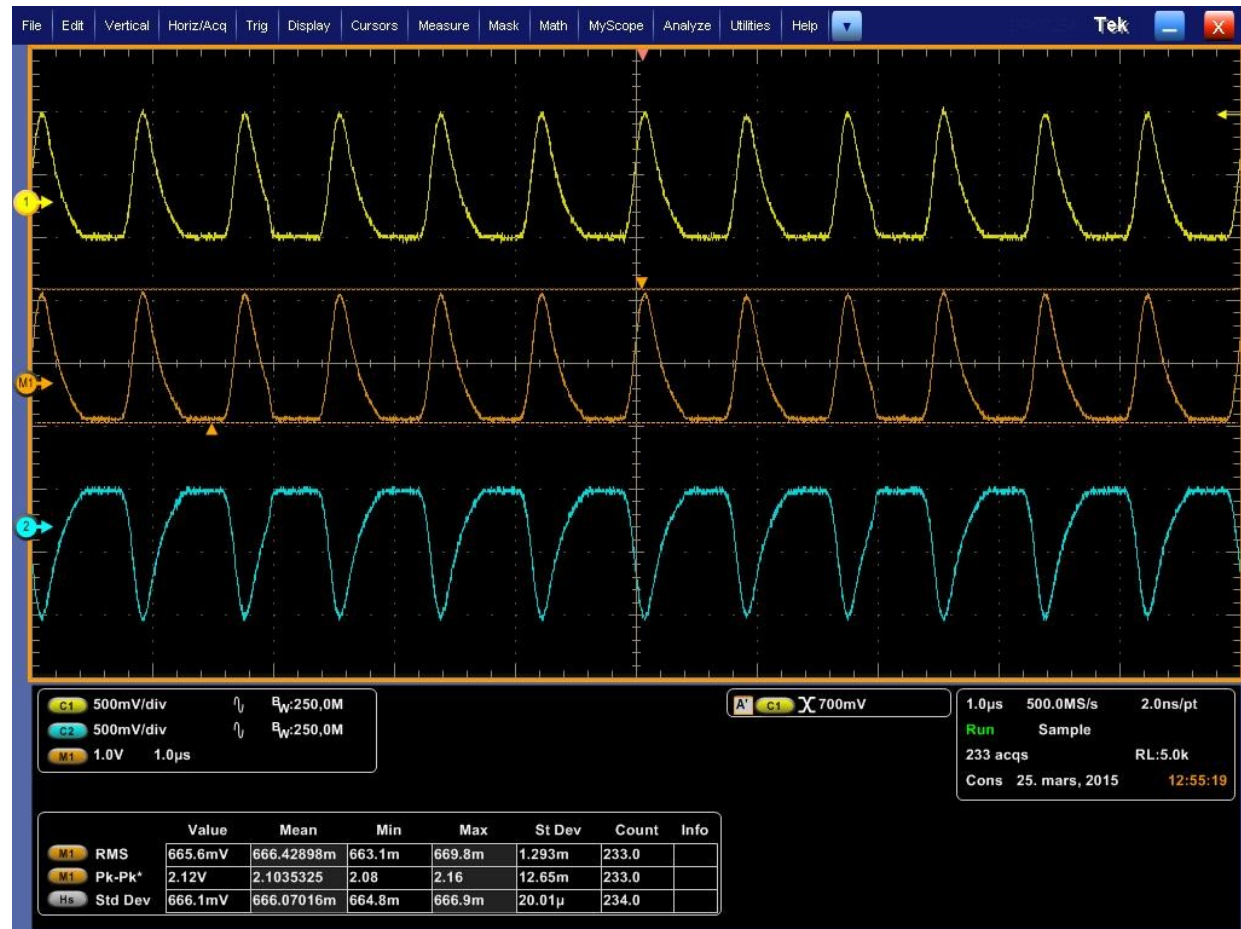 File Edit Vertical Horiz/Acq Trig Display Cursors Measure Mask Math MyScope Analyze Utilities Help Tek X
1
M1
2
C1 500mV/div BW:250,0M
C2 500mV/div BW:250,0M
M1 1.0V 1.0µs
A' C1 700mV
1.0µs 500.0MS/s 2.0ns/pt
Run Sample
233 acqs RL:5.0k
Cons 25. mars, 2015 12:55:19
Value Mean Min Max St Dev Count Info
M1 RMS 665.6mV 666.42898m 663.1m 669.8m 1.293m 233.0
M1 Pk-Pk* 2.12V 2.1035325 2.08 2.16 12.65m 233.0
Hs Std Dev 666.1mV 666.07016m 664.8m 666.9m 20.01µ 234.0